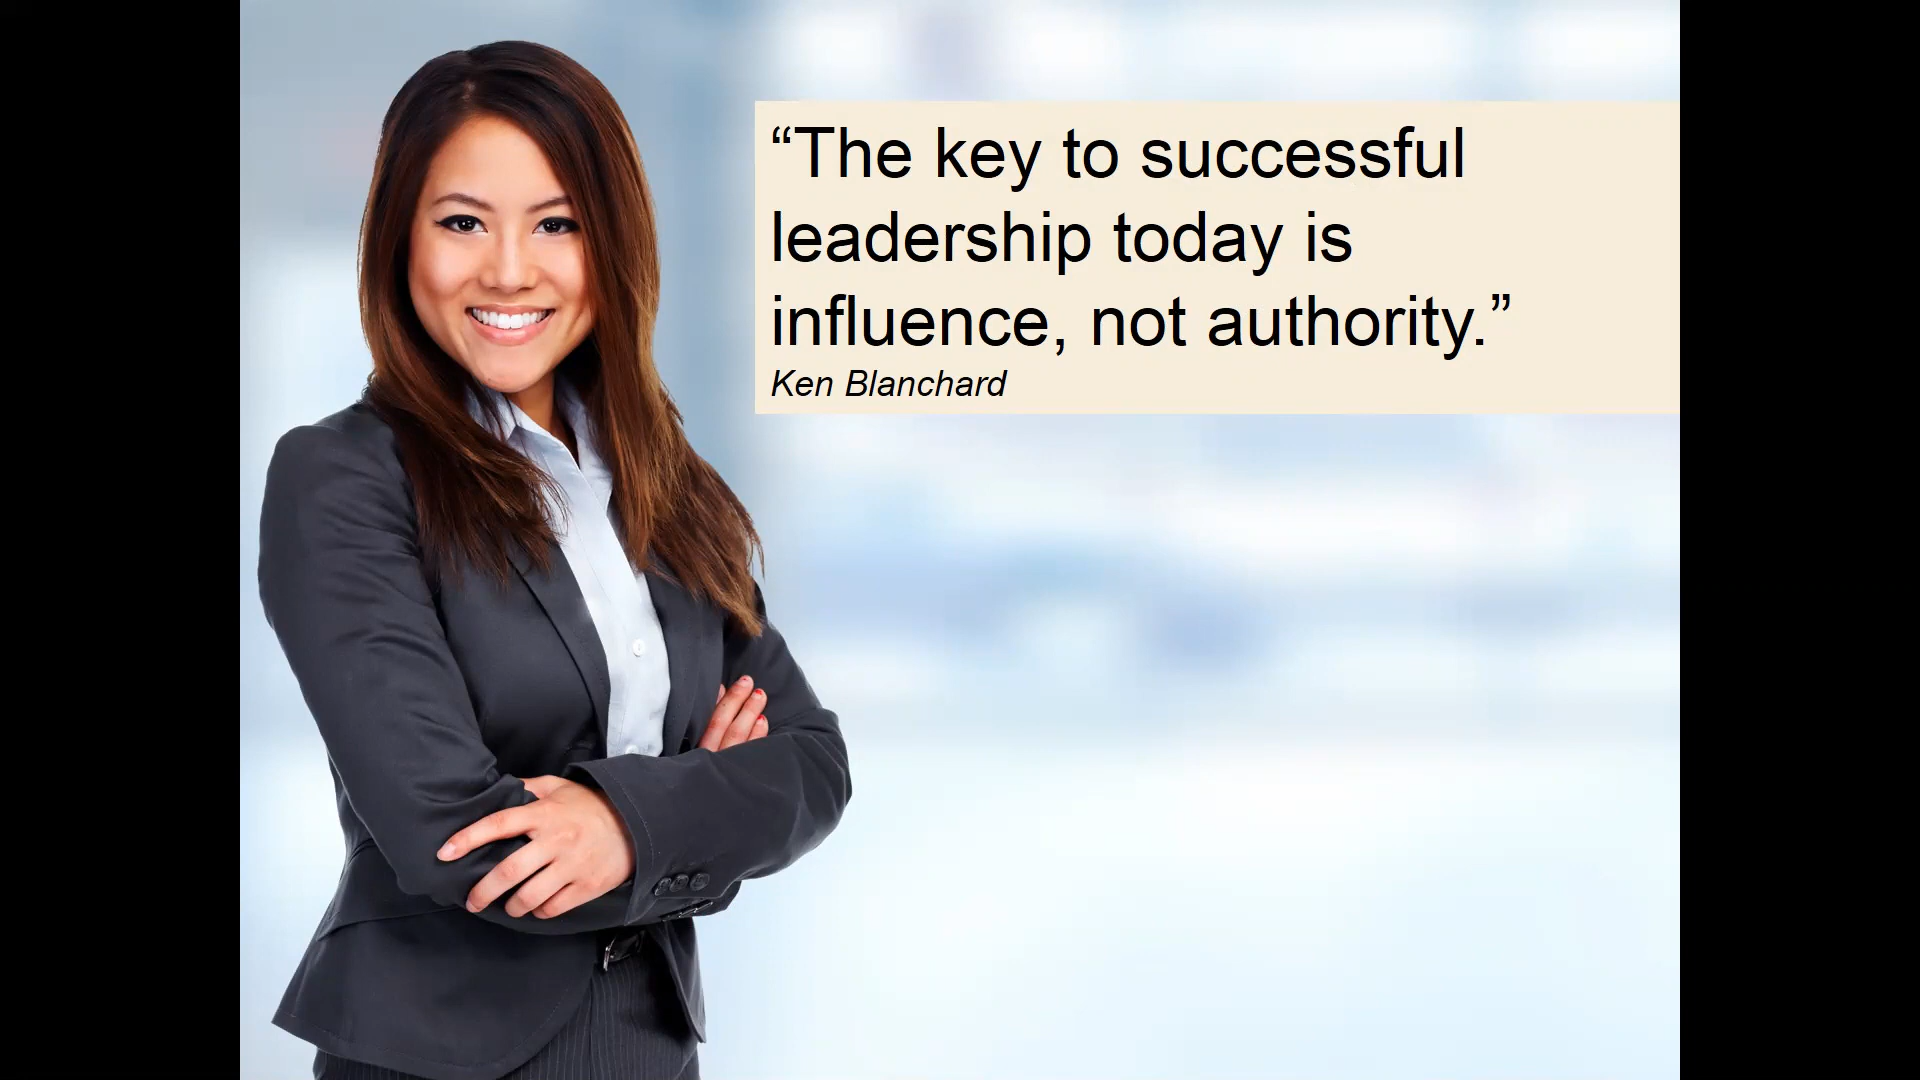 “The key to successful
leadership today is
influence, not authority.”
Ken Blanchard